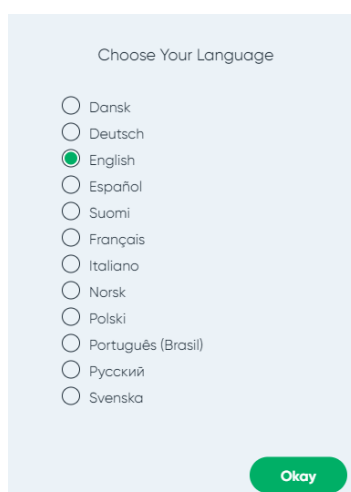 Choose Your Language
Dansk
Deutsch
English
Español
Suomi
Français
Italiano
Norsk
Polski
Português (Brasil)
Русский
Svenska
Okay